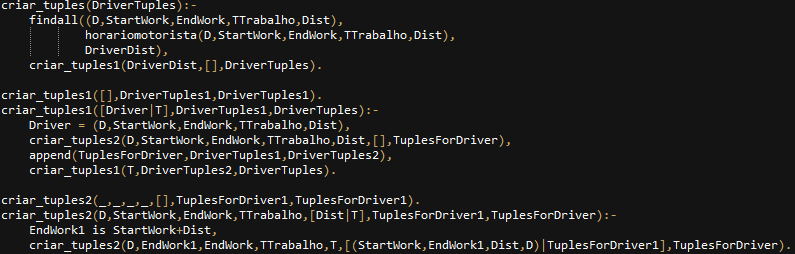 criar_tuples(DriverTuples):-
findall((D,StartWork,EndWork,TTrabalho,Dist),
horariomotorista(D,StartWork,EndWork,TTrabalho,Dist),
DriverDist),
criar_tuples1(DriverDist,[],DriverTuples).
criar_tuples1([],DriverTuples1,DriverTuples1).
criar_tuples1([Driver|T],DriverTuples1,DriverTuples):-
Driver = (D,StartWork,EndWork,TTrabalho,Dist),
criar_tuples2(D,StartWork,EndWork,TTrabalho,Dist,[],TuplesForDriver),
append(TuplesForDriver,DriverTuples1,DriverTuples2),
criar_tuples1(T,DriverTuples2,DriverTuples).
criar_tuples2(_,_,_,_,[],TuplesForDriver1,TuplesForDriver1).
criar_tuples2(D,StartWork,EndWork,TTrabalho,[Dist|T],TuplesForDriver1,TuplesForDriver):-
EndWork1 is StartWork+Dist,
criar_tuples2(D,EndWork1,EndWork,TTrabalho,T,[(StartWork,EndWork1,Dist,D)|TuplesForDriver1],TuplesForDriver).